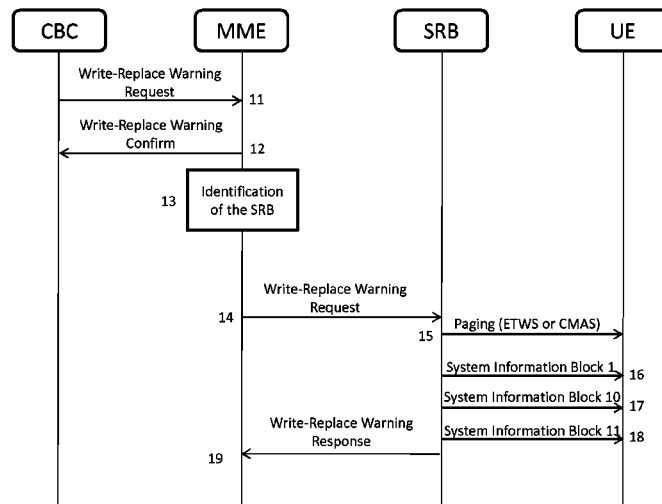 CBC
MME
SRB
UE
Write-Replace Warning
Request
11
Write-Replace Warning
Confirm
12
13
Identification
of the SRB
14
Write-Replace Warning
Request
15
Paging (ETWS or CMAS)
System Information Block 1
16
System Information Block 10
17
System Information Block 11
18
Write-Replace Warning
Response
19